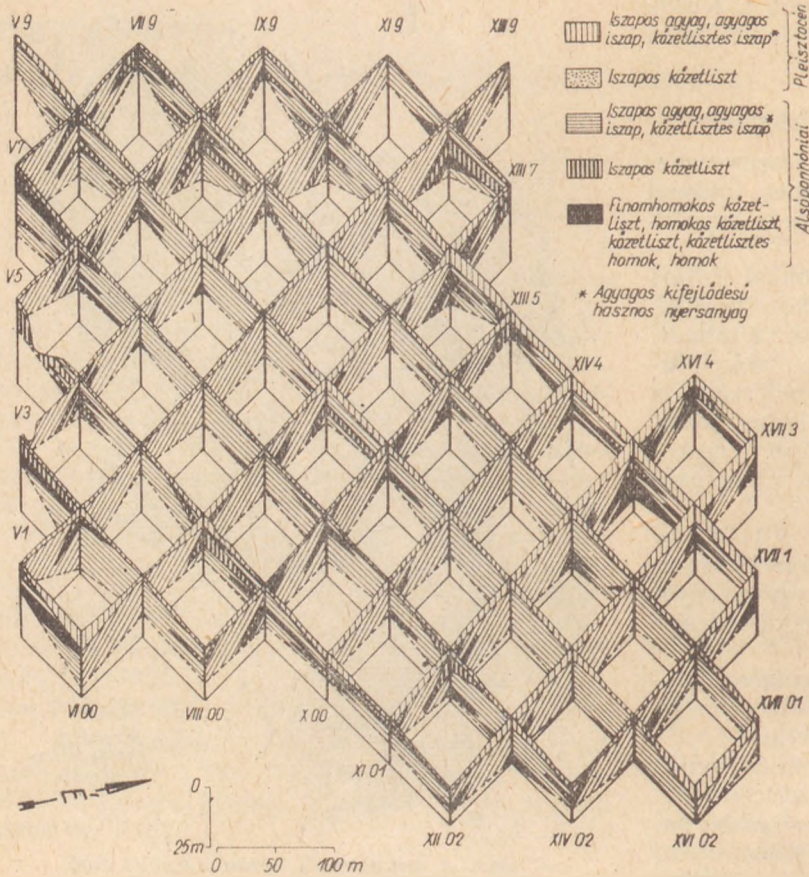 V 9
VII 9
IX 9
XI 9
XIII 9
Iszapos agyag, agyagos
iszap, kőzetlisztes iszap*
Iszapos kőzetliszt
Pleisztocén
Iszapos agyag, agyagos
iszap, kőzetlisztes iszap*
Iszapos kőzetliszt
Finomhomokos kőzet-
liszt, homokos kőzetliszt,
kőzetliszt, kőzetlisztes
homok, homok
Alsópannóniai
* Agyagos kifejlődésű
hasznos nyersanyag
V7
XIII 7
V5
XIII 5
XIV 4
XVI 4
V3
XVII 3
V1
XVII 1
VI 00
VIII 00
X 00
XVII 01
XI 01
XII 02
XIV 02
XVI 02
É
0
25m
0 50 100 m